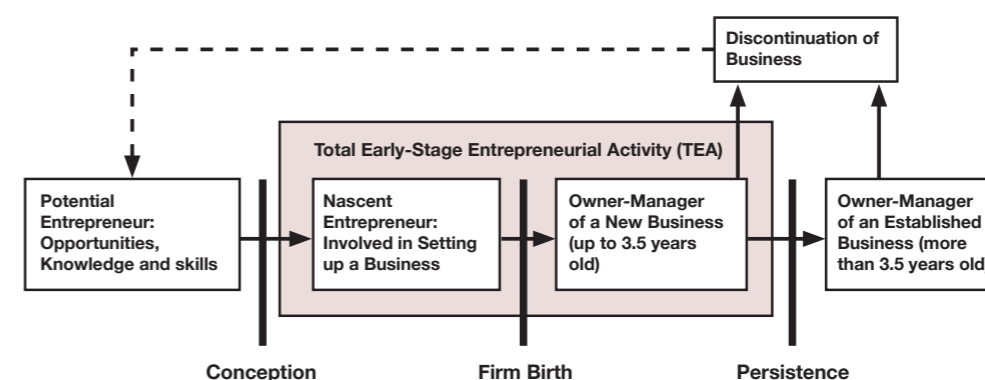 Discontinuation of
Business
Total Early-Stage Entrepreneurial Activity (TEA)
Potential
Entrepreneur:
Opportunities,
Knowledge and skills
Nascent
Entrepreneur:
Involved in Setting
up a Business
Owner-Manager
of a New Business
(up to 3.5 years
old)
Owner-Manager
of an Established
Business (more
than 3.5 years old)
Conception
Firm Birth
Persistence